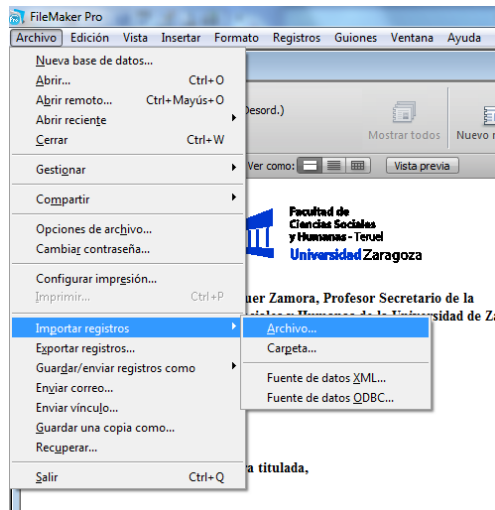 FileMaker Pro
Archivo Edición Vista Insertar Formato Registros Guiones Ventana Ayuda
Nueva base de datos...
Abrir... Ctrl+O
Abrir remoto... Ctrl+Mayús+O
Abrir reciente
Cerrar Ctrl+W
Gestionar
Compartir
Opciones de archivo...
Cambiar contraseña...
Configurar impresión...
Imprimir... Ctrl+P
Importar registros
Exportar registros...
Guardar/enviar registros como
Enviar correo...
Enviar vínculo...
Guardar una copia como...
Recuperar...
Salir Ctrl+Q
Archivo...
Carpeta...
Fuente de datos XML...
Fuente de datos ODBC...
Desord.)
Mostrar todos Nuevo
Ver como: Vista previa
Facultad de
Ciencias Sociales
y Humanas - Teruel
Universidad Zaragoza
Zamora, Profesor Secretario de la
de la Universidad de
titulada,